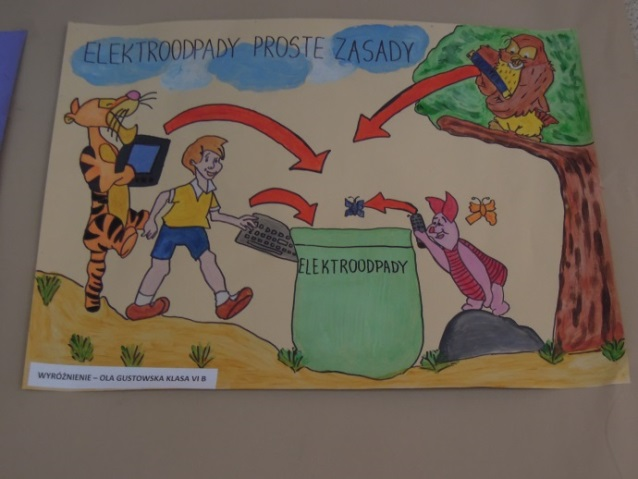 ELEKTROODPADY PROSTE ZASADY
ELEKTROODPADY
WYRÓŻNIENIE – OLA GUSTOWSKA KLASA VI B